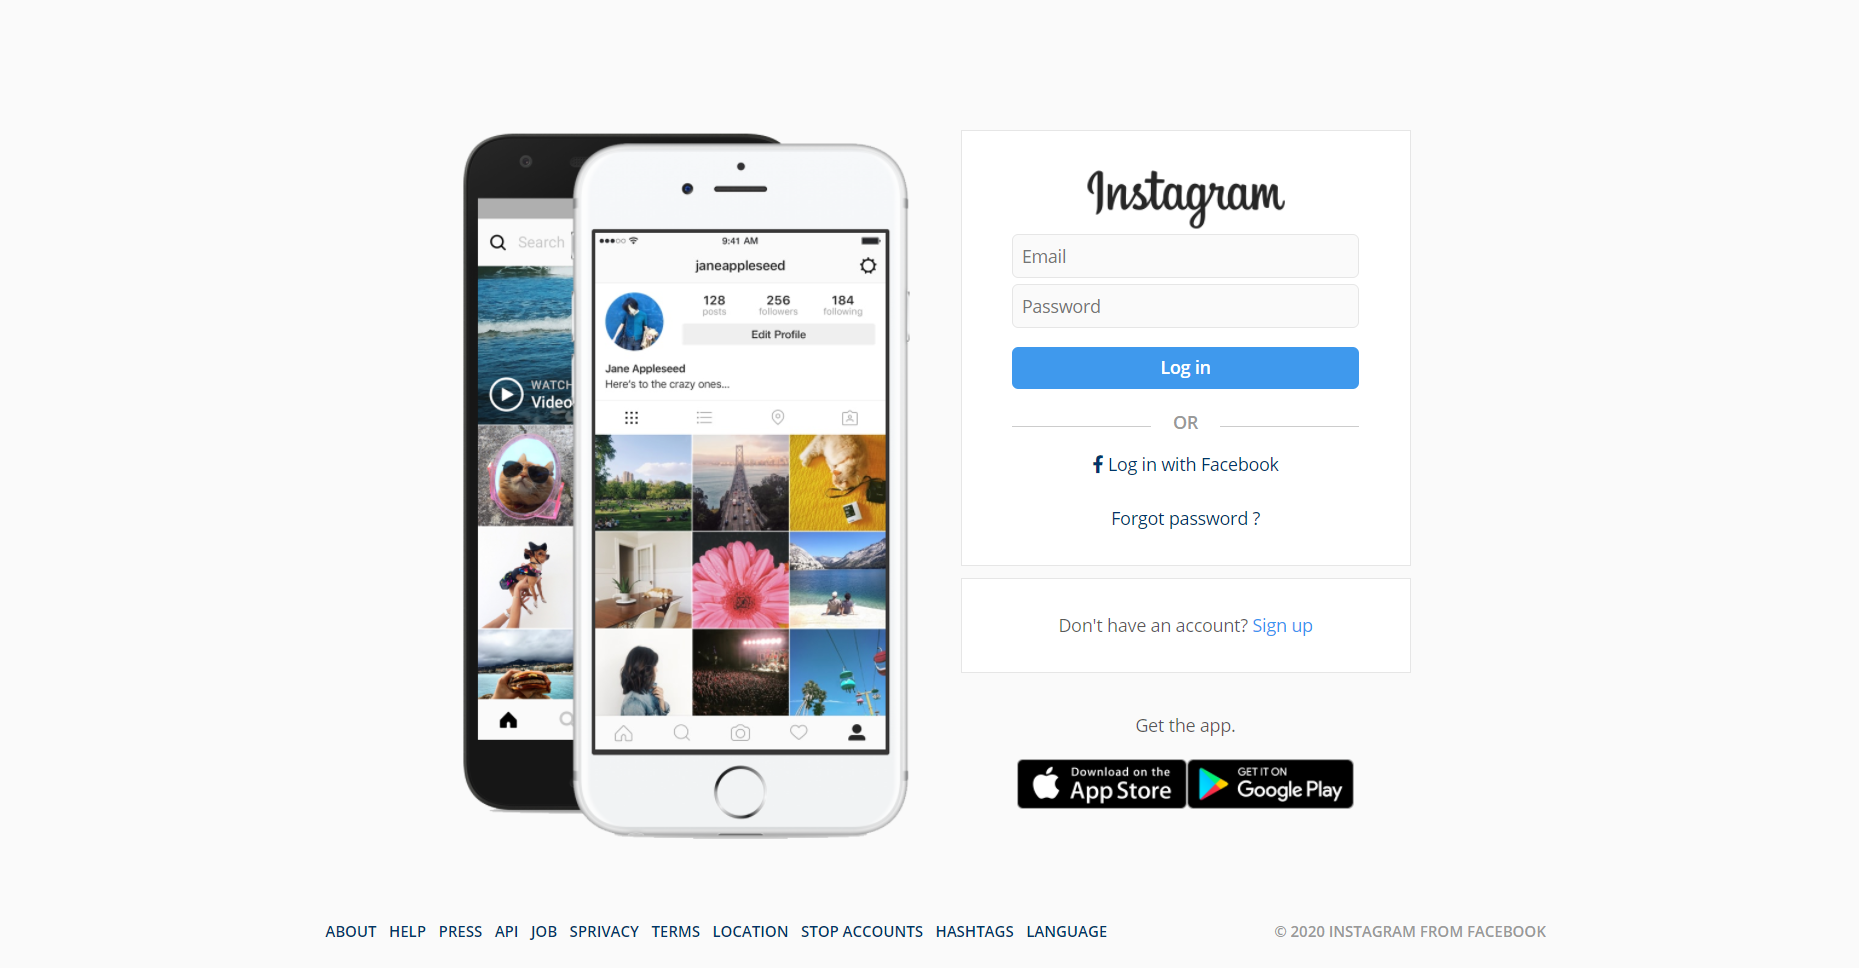 Search
WATCH
Video
9:41 AM
janeappleseed
128 256 184
posts followers following
Edit Profile
Jane Appleseed
Here's to the crazy ones...
Instagram
Email
Password
Log in
OR
Log in with Facebook
Forgot password ?
Don't have an account? Sign up
Get the app.
Download on the
App Store
GET IT ON
Google Play
ABOUT HELP PRESS API JOB SPRIVACY TERMS LOCATION STOP ACCOUNTS HASHTAGS LANGUAGE
© 2020 INSTAGRAM FROM FACEBOOK